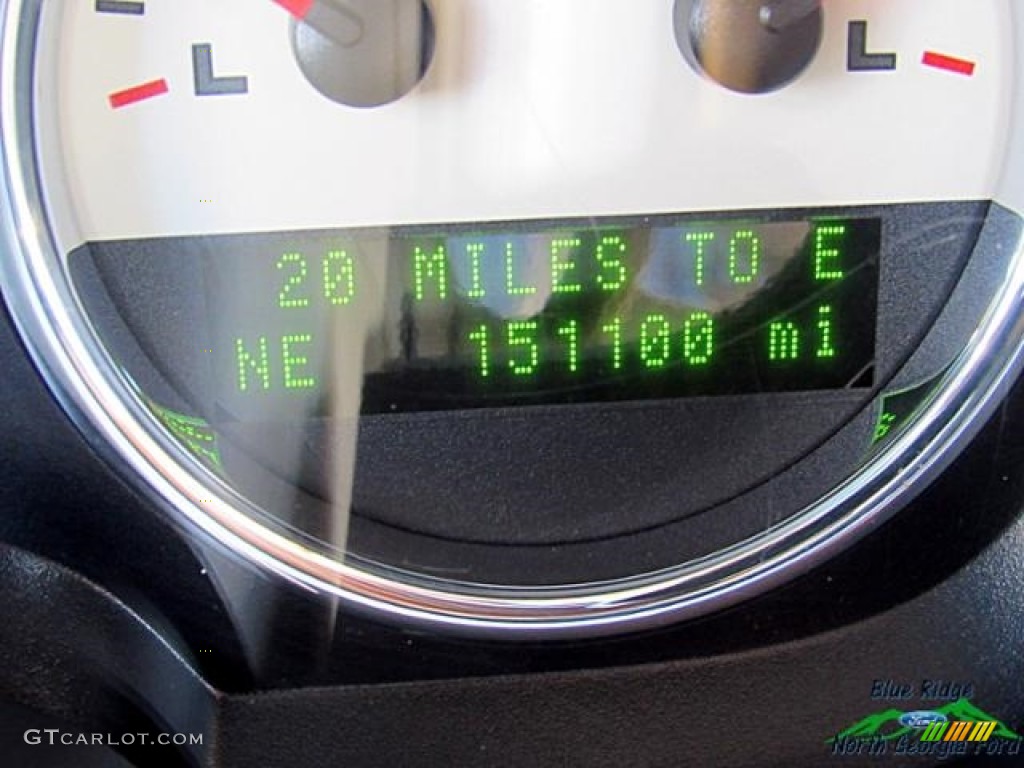 L
L
20 MILES TO E
NE 151100 mi
GTCARLOT.COM
Blue Ridge
Ford
North Georgia Ford